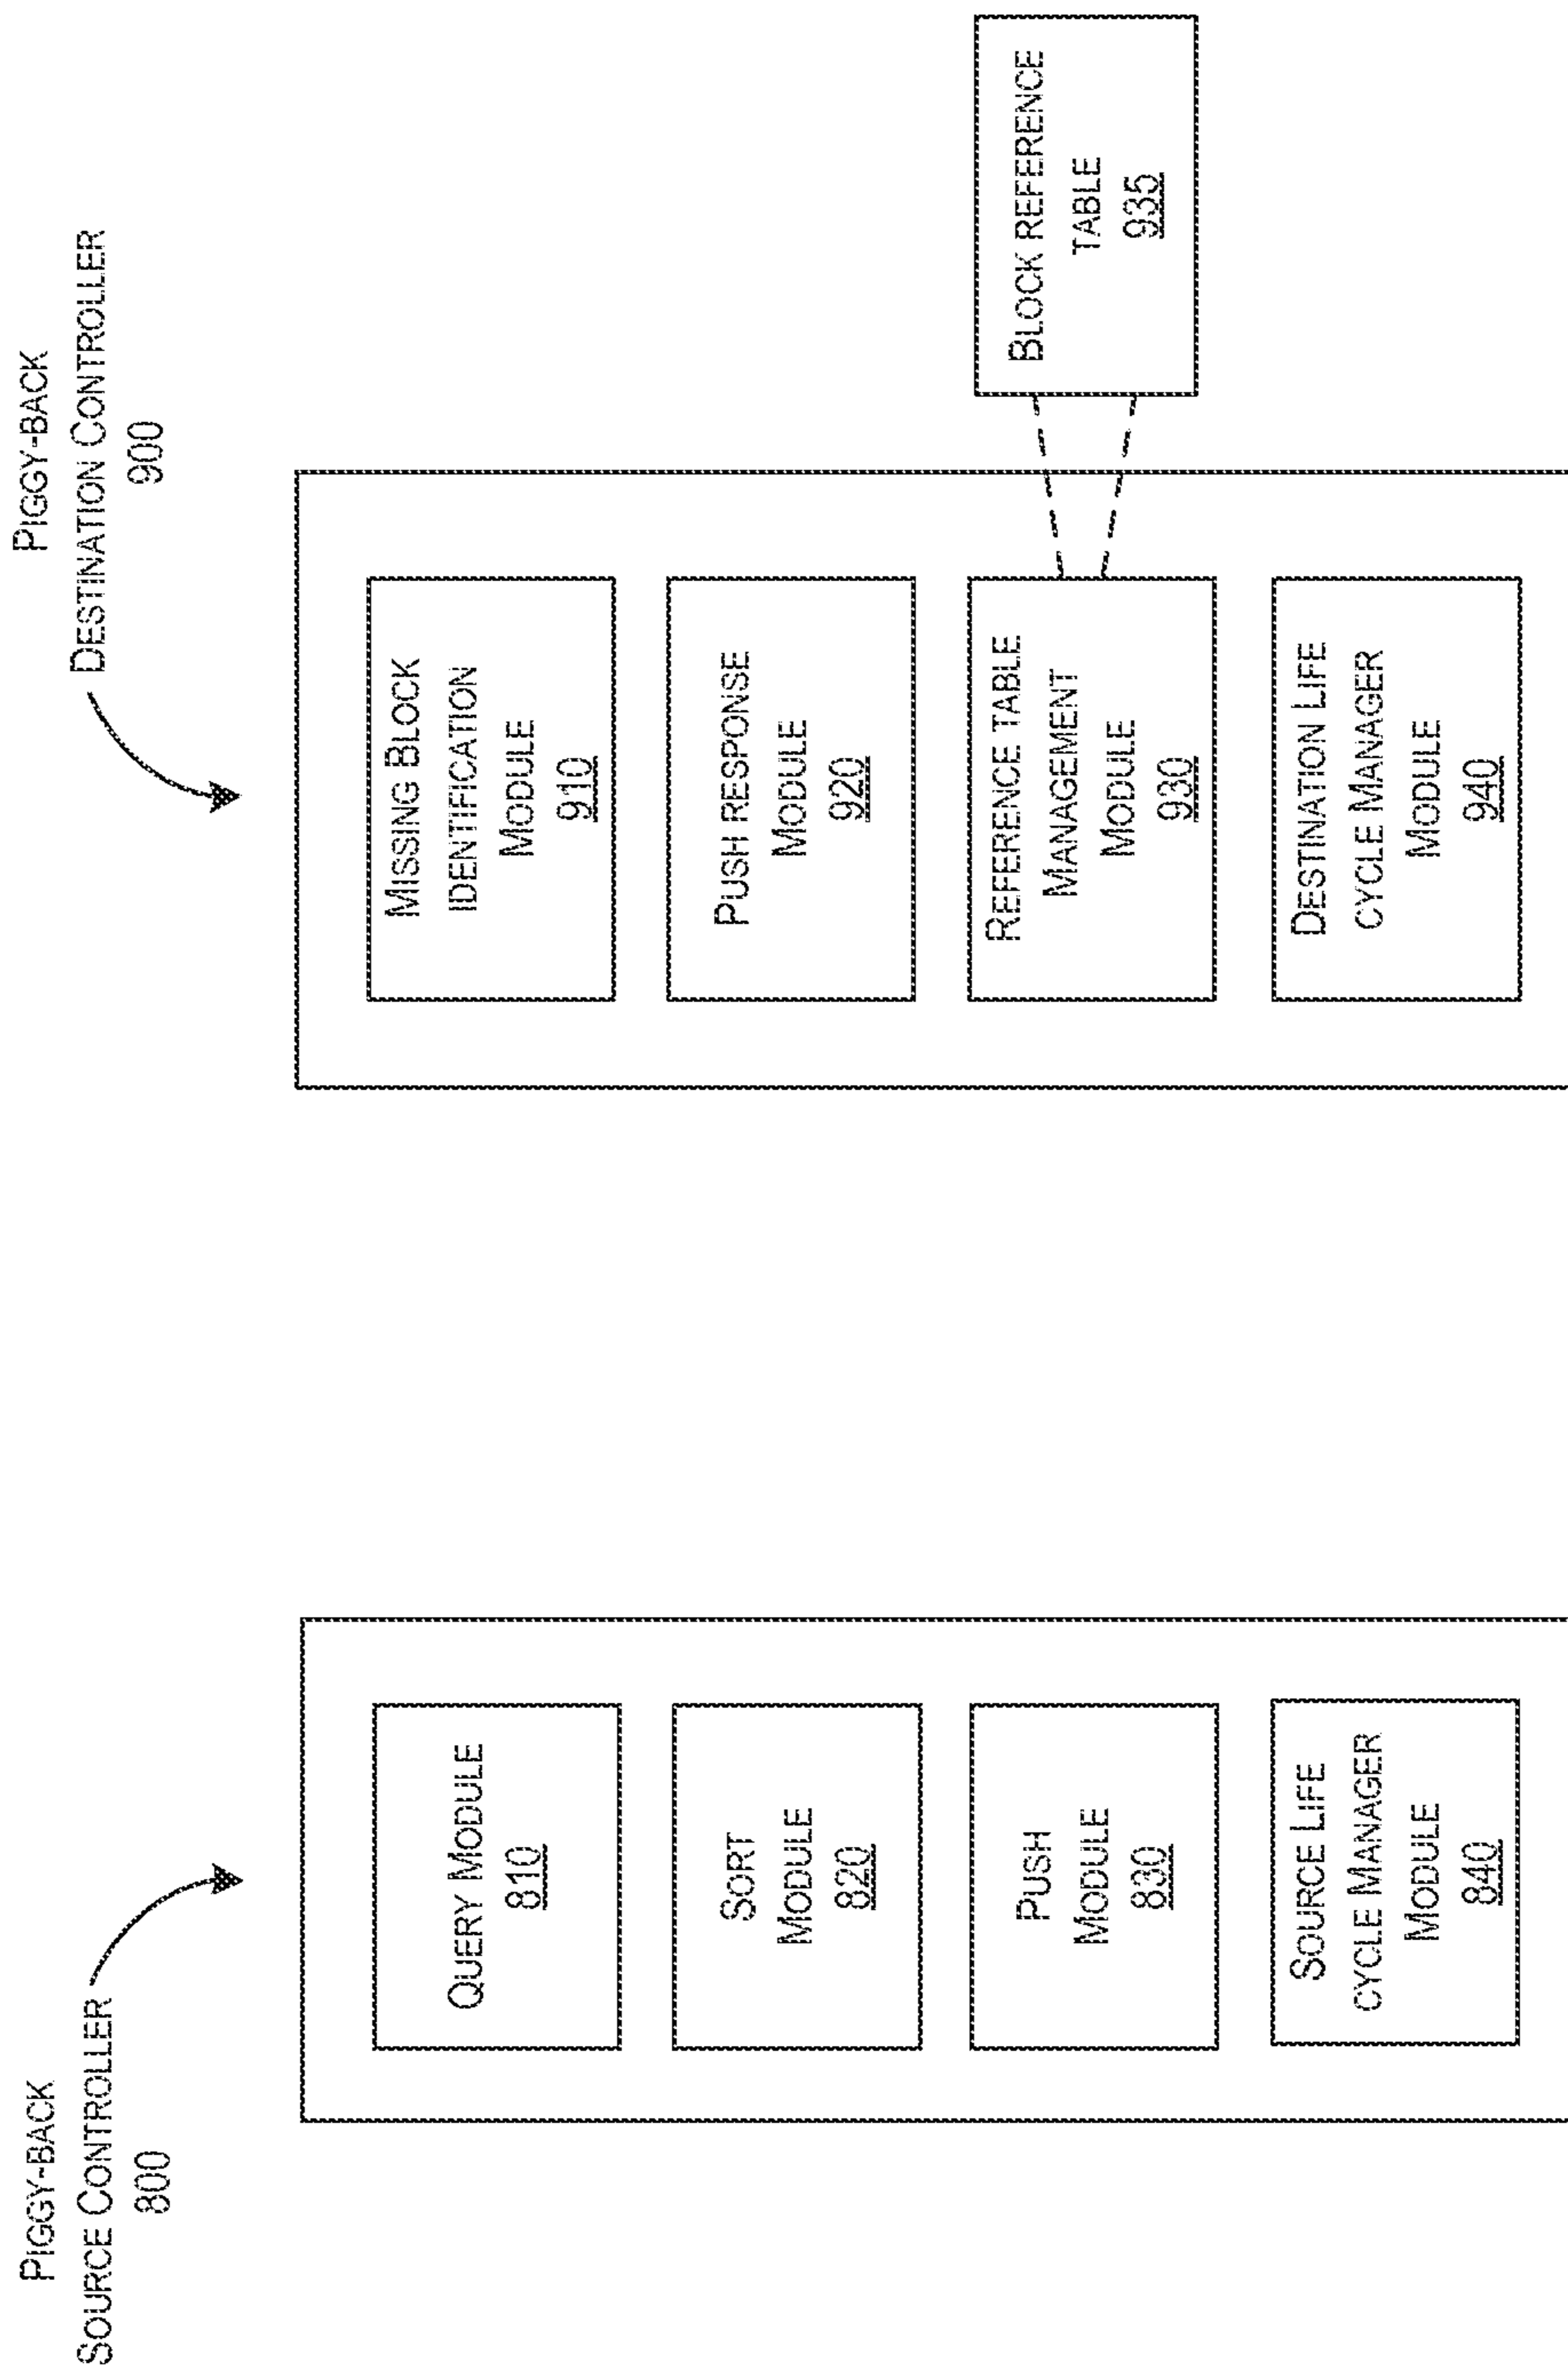 PIGGY-BACK
SOURCE CONTROLLER
800
QUERY MODULE
810
SORT
MODULE
820
PUSH
MODULE
830
SOURCE LIFE
CYCLE MANAGER
MODULE
840
PIGGY-BACK
DESTINATION CONTROLLER
900
MISSING BLOCK
IDENTIFICATION
MODULE
910
PUSH RESPONSE
MODULE
920
REFERENCE TABLE
MANAGEMENT
MODULE
930
DESTINATION LIFE
CYCLE MANAGER
MODULE
940
BLOCK REFERENCE
TABLE
935